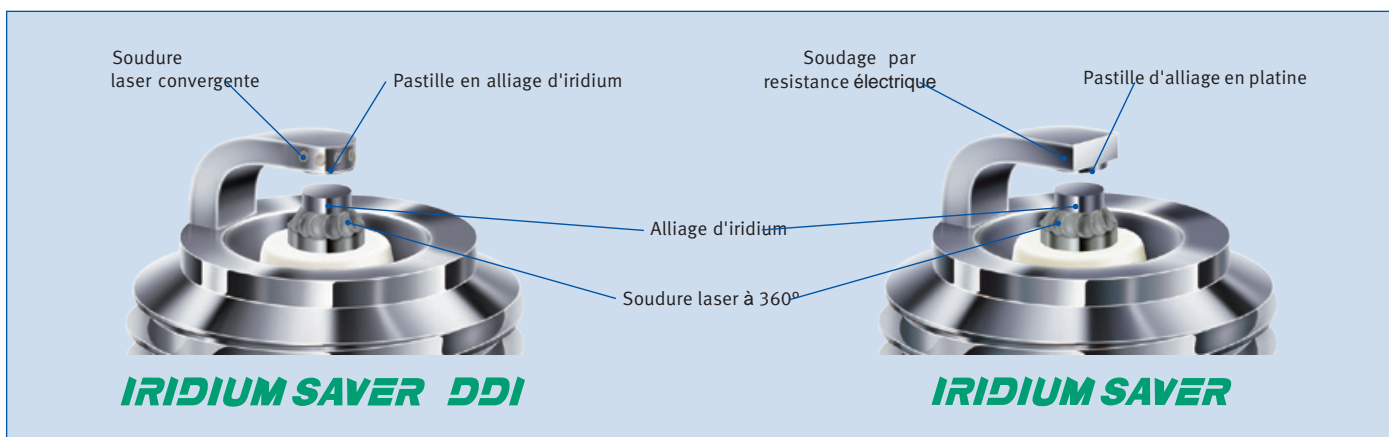 Soudure
laser convergente
Pastille en alliage d'iridium
Soudage par
resistance électrique
Pastille d'alliage en platine
Alliage d'iridium
Soudure laser à 360°
IRIDIUM SAVER DDI
IRIDIUM SAVER